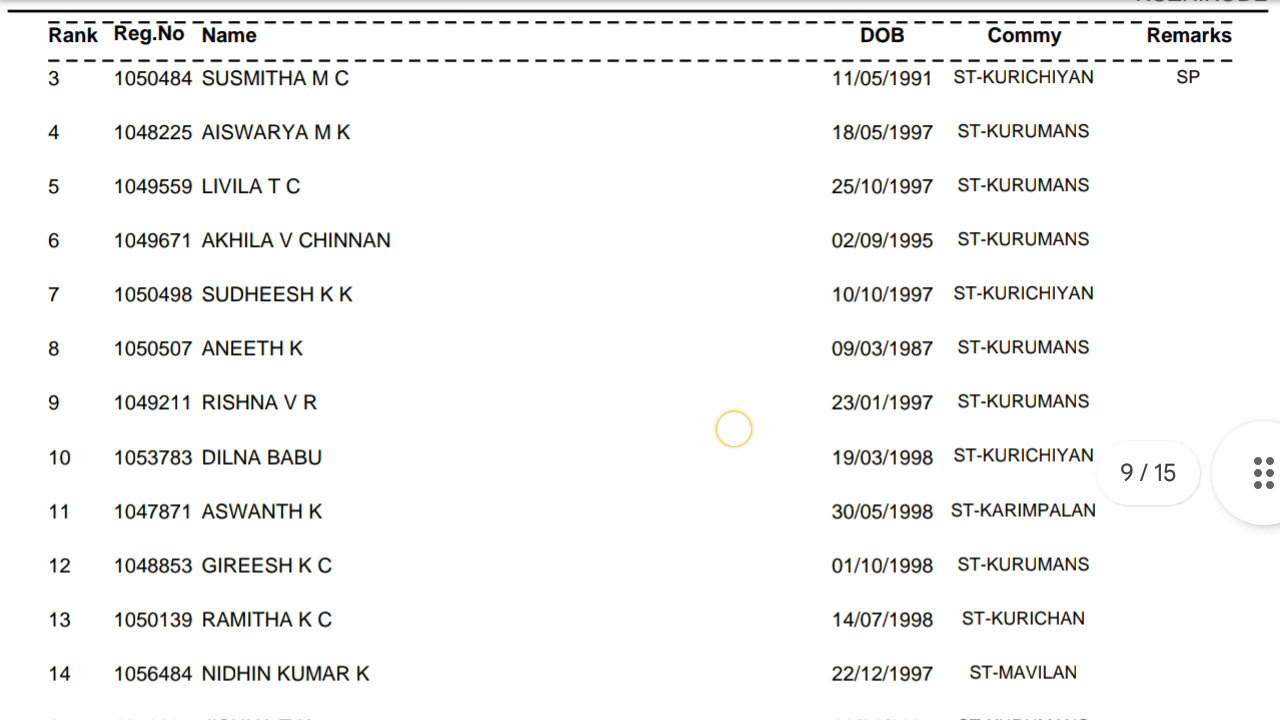 Rank Reg.No Name DOB Commy Remarks
3 1050484 SUSMITHA M C 11/05/1991 ST-KURICHIYAN SP
4 1048225 AISWARYA M K 18/05/1997 ST-KURUMANS
5 1049559 LIVILA T C 25/10/1997 ST-KURUMANS
6 1049671 AKHILA V CHINNAN 02/09/1995 ST-KURUMANS
7 1050498 SUDHEESH K K 10/10/1997 ST-KURICHIYAN
8 1050507 ANEETH K 09/03/1987 ST-KURUMANS
9 1049211 RISHNA V R 23/01/1997 ST-KURUMANS
10 1053783 DILNA BABU 19/03/1998 ST-KURICHIYAN
9 / 15
11 1047871 ASWANTH K 30/05/1998 ST-KARIMPALAN
12 1048853 GIREESH K C 01/10/1998 ST-KURUMANS
13 1050139 RAMITHA K C 14/07/1998 ST-KURICHAN
14 1056484 NIDHIN KUMAR K 22/12/1997 ST-MAVILAN